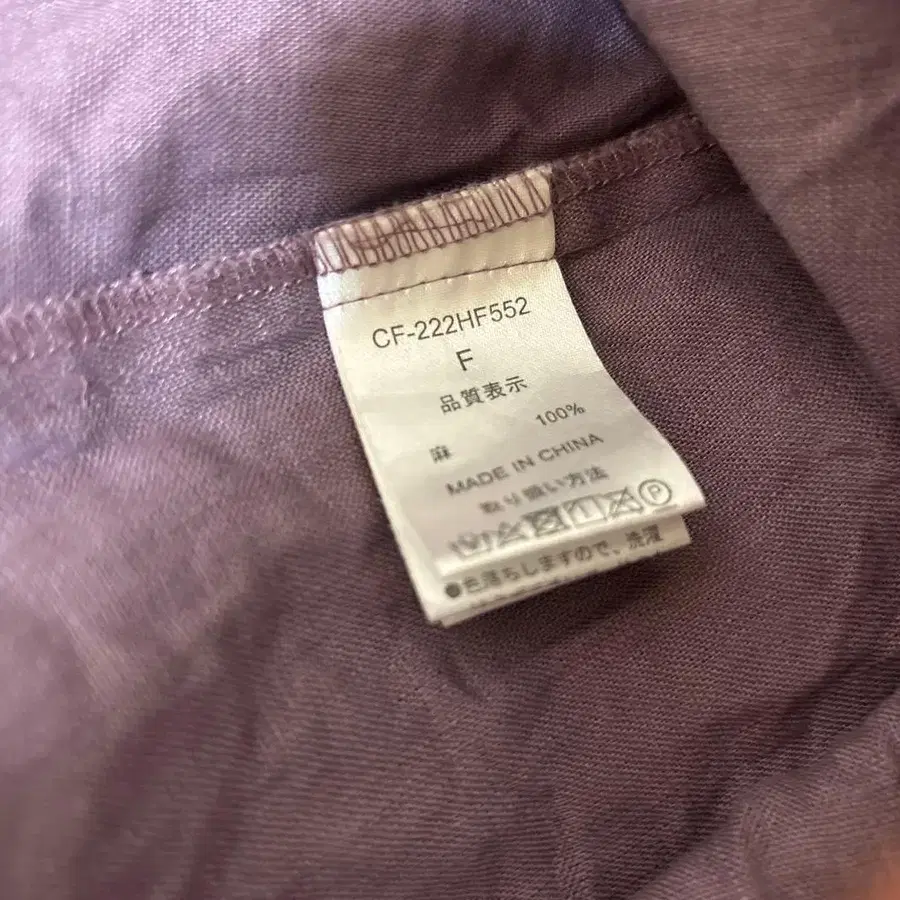 CF-222HF552
F
品質表示
麻 100%
MADE IN CHINA
取り扱い方法
P
●色落ちしますので、洗濯